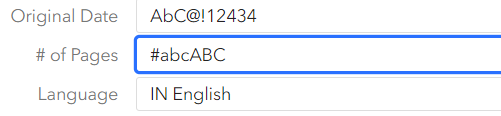 Original Date AbC@!12434
# of Pages #abcABC
Language IN English